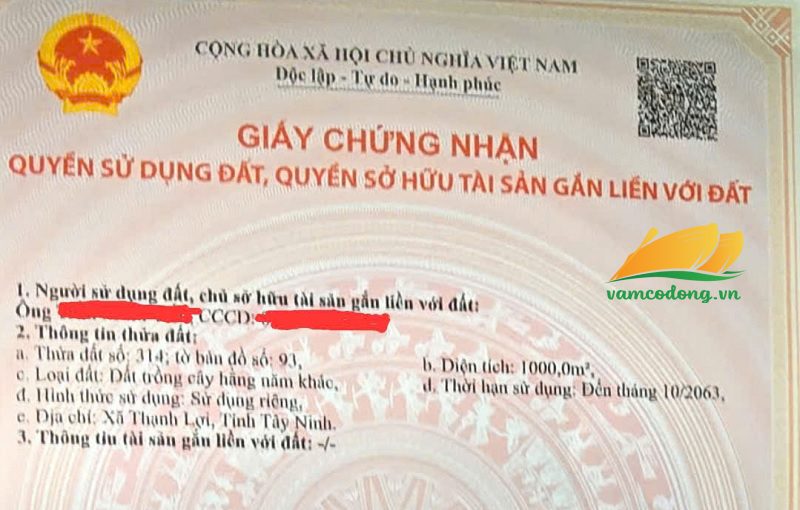 CỘNG HÒA XÃ HỘI CHỦ NGHĨA VIỆT NAM
Độc lập - Tự do - Hạnh phúc
GIẤY CHỨNG NHẬN
QUYỀN SỬ DỤNG ĐẤT, QUYỀN SỞ HỮU TÀI SẢN GẮN LIỀN VỚI ĐẤT
vamcodong.vn
1. Người sử dụng đất, chủ sở hữu tài sản gắn liền với đất:
Ông CCCD:
2. Thông tin thửa đất:
a. Thửa đất số: 314; tờ bản đồ số: 93, b. Diện tích: 1000,0m²,
c. Loại đất: Đất trồng cây hằng năm khác, d. Thời hạn sử dụng: Đến tháng 10/2063,
đ. Hình thức sử dụng: Sử dụng riêng,
e. Địa chỉ: Xã Thạnh Lợi, Tỉnh Tây Ninh.
3. Thông tin tài sản gắn liền với đất: -/-